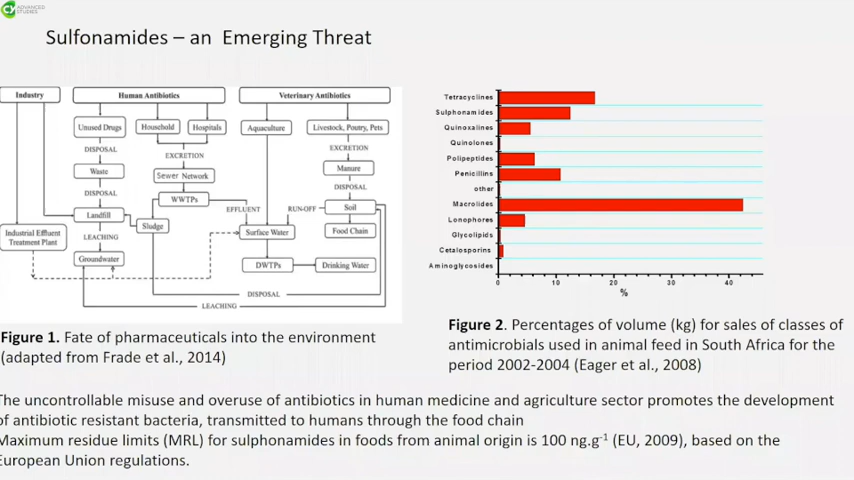 CY ADVANCED STUDIES
Sulfonamides – an Emerging Threat
Industry
Human Antibiotics
Veterinary Antibiotics
Unused Drugs
Household
Hospitals
Aquaculture
Livestock, Poutry, Pets
DISPOSAL
EXCRETION
EXCRETION
Waste
Sewer Network
Manure
DISPOSAL
WWTPs
DISPOSAL
EFFLUENT
RUN-OFF
Landfill
Soil
Sludge
Industrial Effluent
Treatment Plant
LEACHING
Surface Water
Food Chain
Groundwater
DWTPs
Drinking Water
DISPOSAL
LEACHING
Tetracyclines
Sulphonamides
Quinoxalines
Quinolones
Polipeptides
Penicillins
other
Macrolides
Lonophores
Glycolipids
Cetalosporins
Aminoglycosides
0 10 20 30 40
%
Figure 1. Fate of pharmaceuticals into the environment
(adapted from Frade et al., 2014)
Figure 2. Percentages of volume (kg) for sales of classes of
antimicrobials used in animal feed in South Africa for the
period 2002-2004 (Eager et al., 2008)
The uncontrollable misuse and overuse of antibiotics in human medicine and agriculture sector promotes the development
of antibiotic resistant bacteria, transmitted to humans through the food chain
Maximum residue limits (MRL) for sulphonamides in foods from animal origin is 100 ng.g-1 (EU, 2009), based on the
European Union regulations.